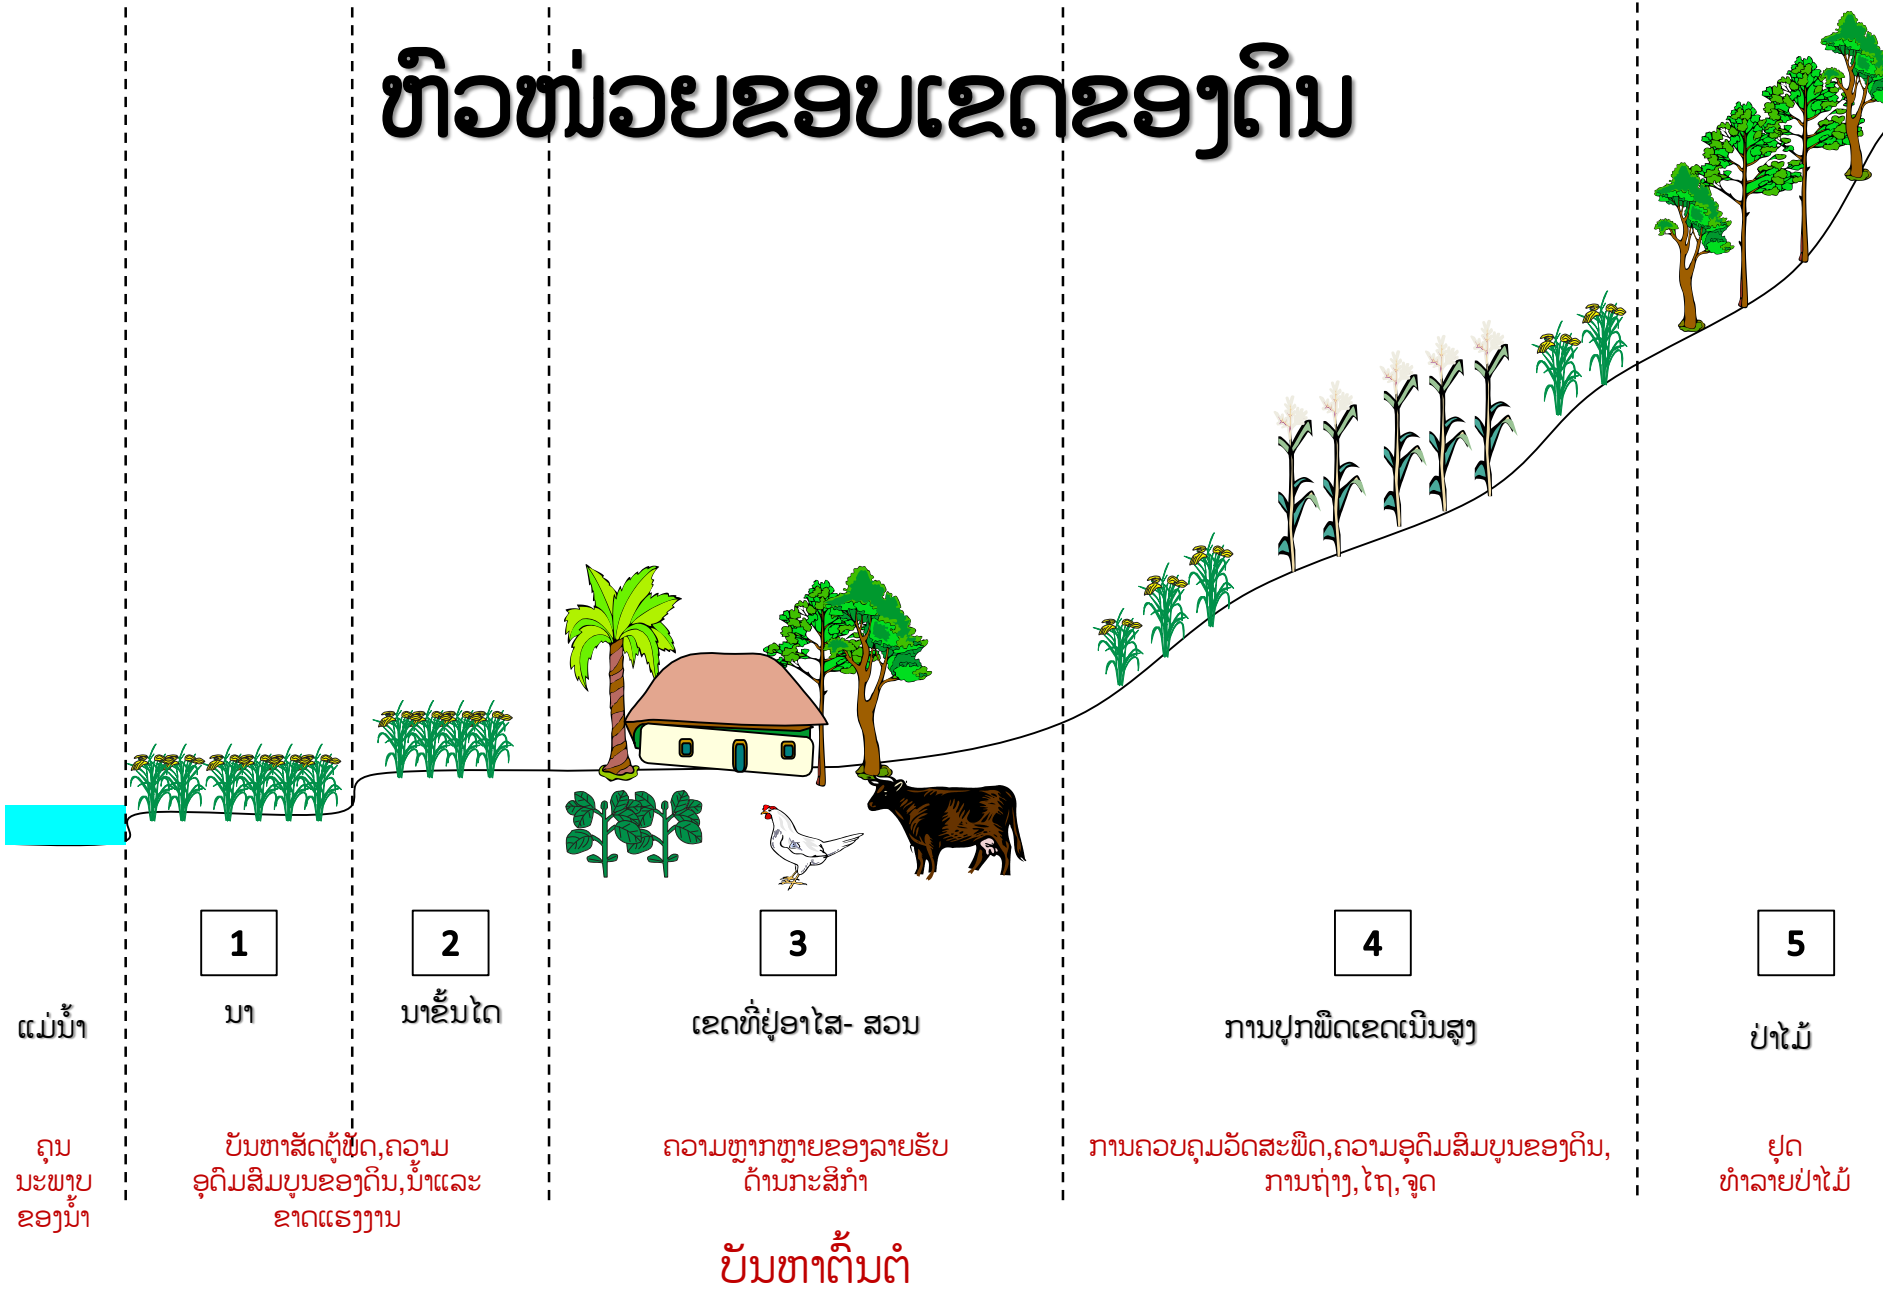 ຫົວໜ່ວຍຂອບເຂດຂອງດິນ
1
2
3
4
5
ແມ່ນ້ຳ
ນາ
ນາຂັ້ນໄດ
ເຂດທີ່ຢູ່ອາໄສ- ສວນ
ການປູກພືດເຂດເນີນສູງ
ປ່າໄມ້
ຄຸນ
ນະພາບ
ຂອງນ້ຳ
ບັນຫາສັດຕູ້ພັດ,ຄວາມ
ອຸດົມສົມບູນຂອງດິນ,ນ້ຳແລະ
ຂາດແຮງງານ
ຄວາມຫຼາກຫຼາຍຂອງລາຍຮັບ
ດ້ານກະສິກຳ
ການຄວບຄຸມວັດສະພືດ,ຄວາມອຸດົມສົມບູນຂອງດິນ,
ການຖ່າງ,ໄຖ,ຈູດ
ຢຸດ
ທຳລາຍປ່າໄມ້
ບັນຫາຕົ້ນຕໍ